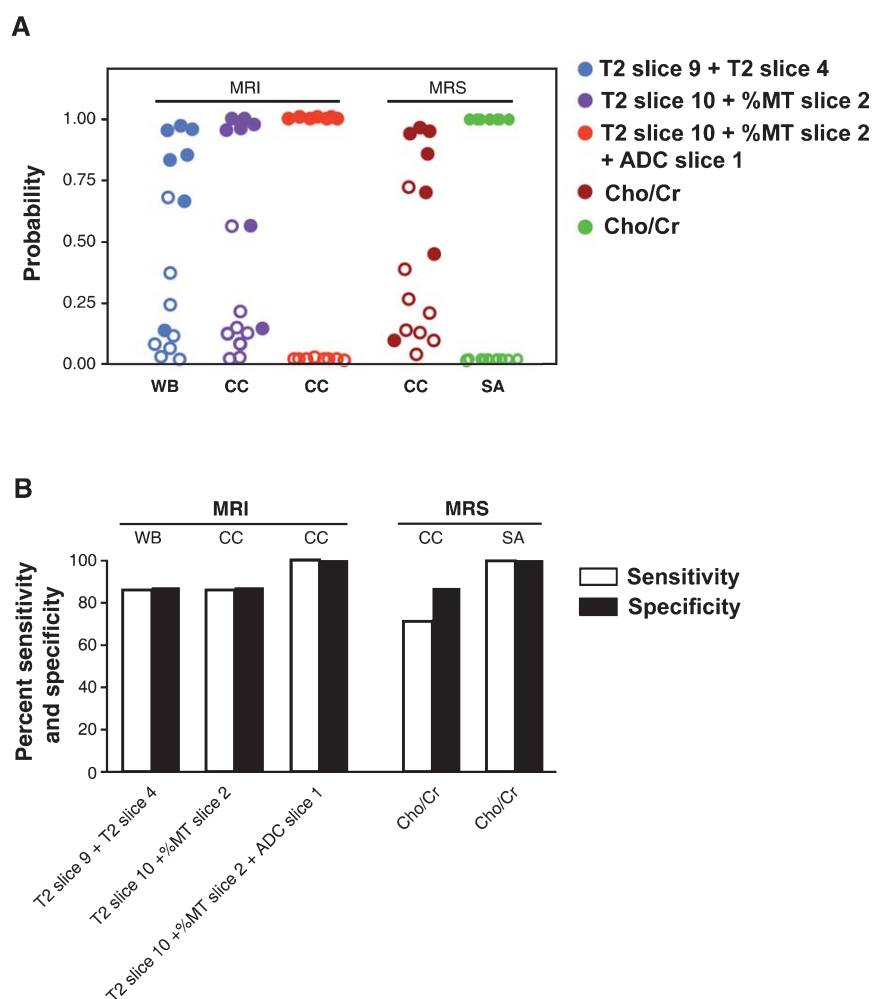 A
MRI
MRS
1.00
0.75
0.50
0.25
0.00
Probability
WB
CC
CC
CC
SA
T2 slice 9 + T2 slice 4
T2 slice 10 + %MT slice 2
T2 slice 10 + %MT slice 2
+ ADC slice 1
Cho/Cr
Cho/Cr
B
MRI
MRS
WB
CC
CC
CC
SA
100
80
60
40
20
0
Percent sensitivity
and specificity
Sensitivity
Specificity
T2 slice 9 + T2 slice 4
T2 slice 10 +%MT slice 2
T2 slice 10 +%MT slice 2 + ADC slice 1
Cho/Cr
Cho/Cr